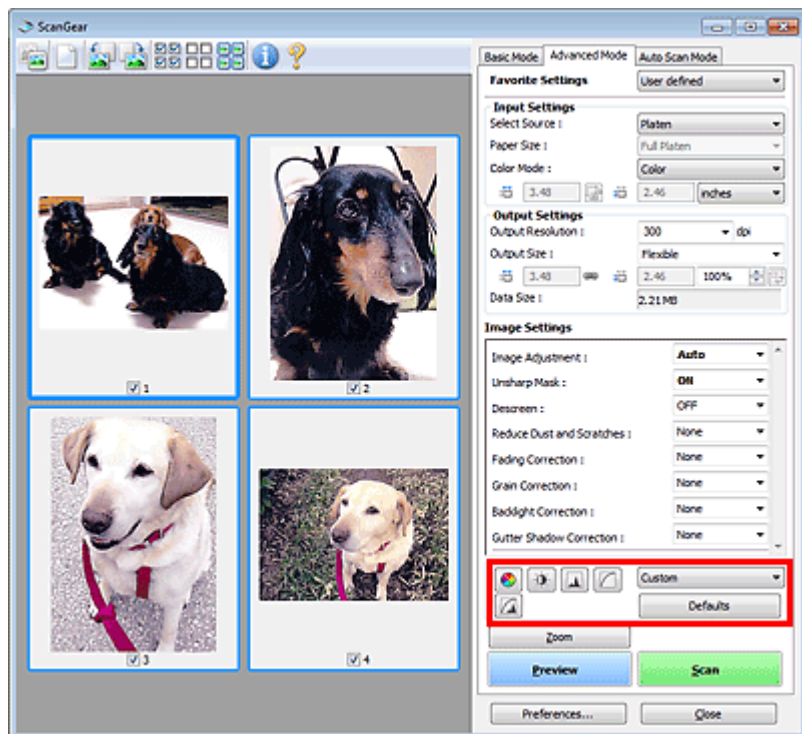 ScanGear
Basic Mode Advanced Mode Auto Scan Mode
Favorite Settings User defined
Input Settings
Select Source : Platen
Paper Size : Full Platen
Color Mode : Color
3.48 2.46 inches
Output Settings
Output Resolution : 300 dpi
Output Size : Flexible
3.48 2.46 100%
Data Size : 2.21 MB
Image Settings
Image Adjustment : Auto
Unsharp Mask : ON
Descreen : OFF
Reduce Dust and Scratches : None
Fading Correction : None
Grain Correction : None
Backlight Correction : None
Gutter Shadow Correction : None
Custom
Defaults
Zoom
Preview Scan
Preferences... Close
1
2
3
4